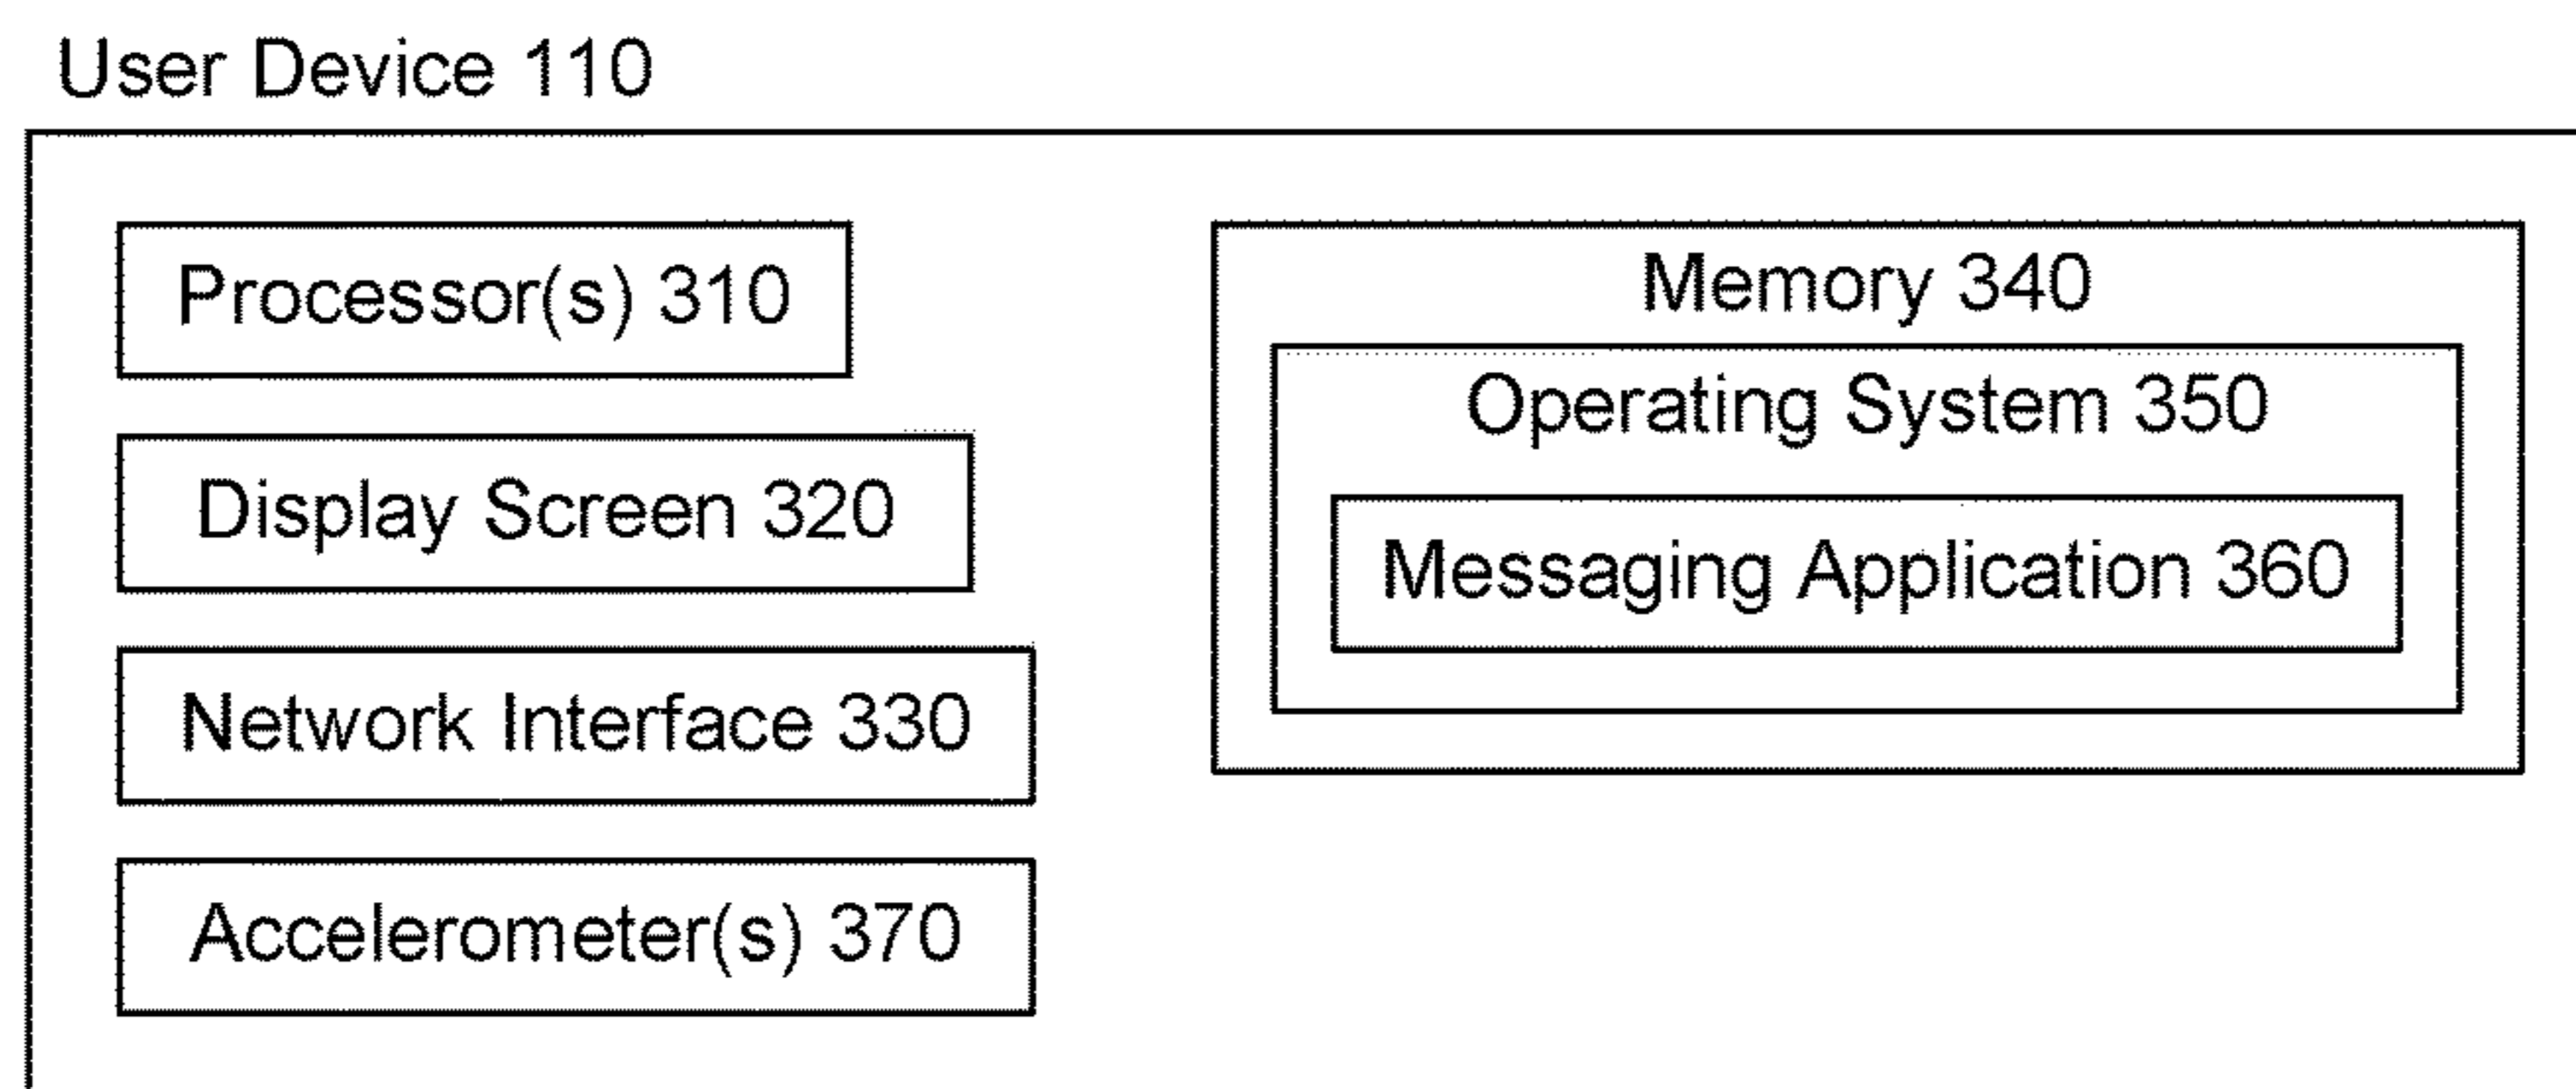 User Device 110
Processor(s) 310
Display Screen 320
Network Interface 330
Accelerometer(s) 370
Memory 340
Operating System 350
Messaging Application 360